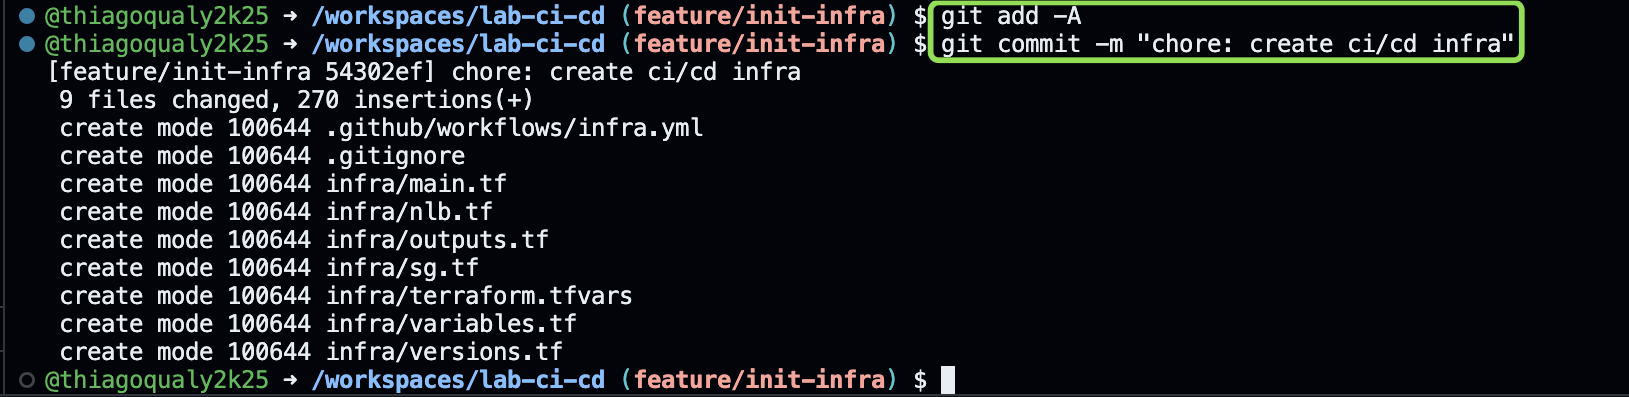 @thiagoqualy2k25 → /workspaces/lab-ci-cd (feature/init-infra) $ git add -A
@thiagoqualy2k25 → /workspaces/lab-ci-cd (feature/init-infra) $ git commit -m "chore: create ci/cd infra"
[feature/init-infra 54302ef] chore: create ci/cd infra
 9 files changed, 270 insertions(+)
 create mode 100644 .github/workflows/infra.yml
 create mode 100644 .gitignore
 create mode 100644 infra/main.tf
 create mode 100644 infra/nlb.tf
 create mode 100644 infra/outputs.tf
 create mode 100644 infra/sg.tf
 create mode 100644 infra/terraform.tfvars
 create mode 100644 infra/variables.tf
 create mode 100644 infra/versions.tf
@thiagoqualy2k25 → /workspaces/lab-ci-cd (feature/init-infra) $